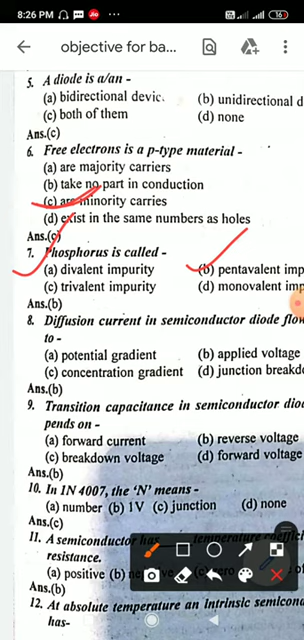 8:26 PM
objective for ba...
5. A diode is a/an -
(a) bidirectional devic
(b) unidirectional d
(c) both of them
(d) none
Ans.(c)
6. Free electrons is a p-type material -
(a) are majority carriers
(b) take no part in conduction
(c) are minority carries
(d) exist in the same numbers as holes
Ans.(c)
7. Phosphorus is called -
(a) divalent impurity
(b) pentavalent imp
(c) trivalent impurity
(d) monovalent imp
Ans.(b)
8. Diffusion current in semiconductor diode flow
to -
(a) potential gradient
(b) applied voltage
(c) concentration gradient
(d) junction breakd
Ans.(b)
9. Transition capacitance in semiconductor diod
pends on -
(a) forward current
(b) reverse voltage
(c) breakdown voltage
(d) forward voltage
Ans.(b)
10. In 1N 4007, the 'N' means -
(a) number (b) 1V (c) junction
(d) none
Ans.(c)
11. A semiconductor has temperature coeffici
resistance.
(a) positive (b)
Ans.(b)
12. At absolute temperature an intrinsic semicon
has-